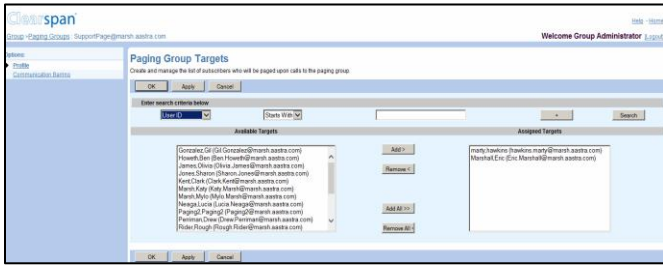 Clearspan
Help - Home
Group >Paging Groups : SupportPage@marsh.aastra.com
Welcome Group Administrator [Logout
Options:
Profile
Communication Barring
Paging Group Targets
Create and manage the list of subscribers who will be paged upon calls to the paging group.
OK Apply Cancel
Enter search criteria below
User ID Starts With + Search
Available Targets Assigned Targets
Gonzalez,Gil (Gil.Gonzalez@marsh.aastra.com)
Howeth,Ben (Ben.Howeth@marsh.aastra.com)
James,Olivia (Olivia.James@marsh.aastra.com)
Jones,Sharon (Sharon.Jones@marsh.aastra.com)
Kent,Clark (Clark.Kent@marsh.aastra.com)
Marsh,Katy (Katy.Marsh@marsh.aastra.com)
Marsh,Mylo (Mylo.Marsh@marsh.aastra.com)
Neaga,Lucia (Lucia.Neaga@marsh.aastra.com)
Paging2,Paging2 (Paging2@marsh.aastra.com)
Perriman,Drew (Drew.Perriman@marsh.aastra.com)
Rider,Rough (Rough.Rider@marsh.aastra.com)
Add >
Remove <
Add All >>
Remove All
marty,hawkins (hawkins.marty@marsh.aastra.com)
Marshall,Eric (Eric.Marshall@marsh.aastra.com)
OK Apply Cancel